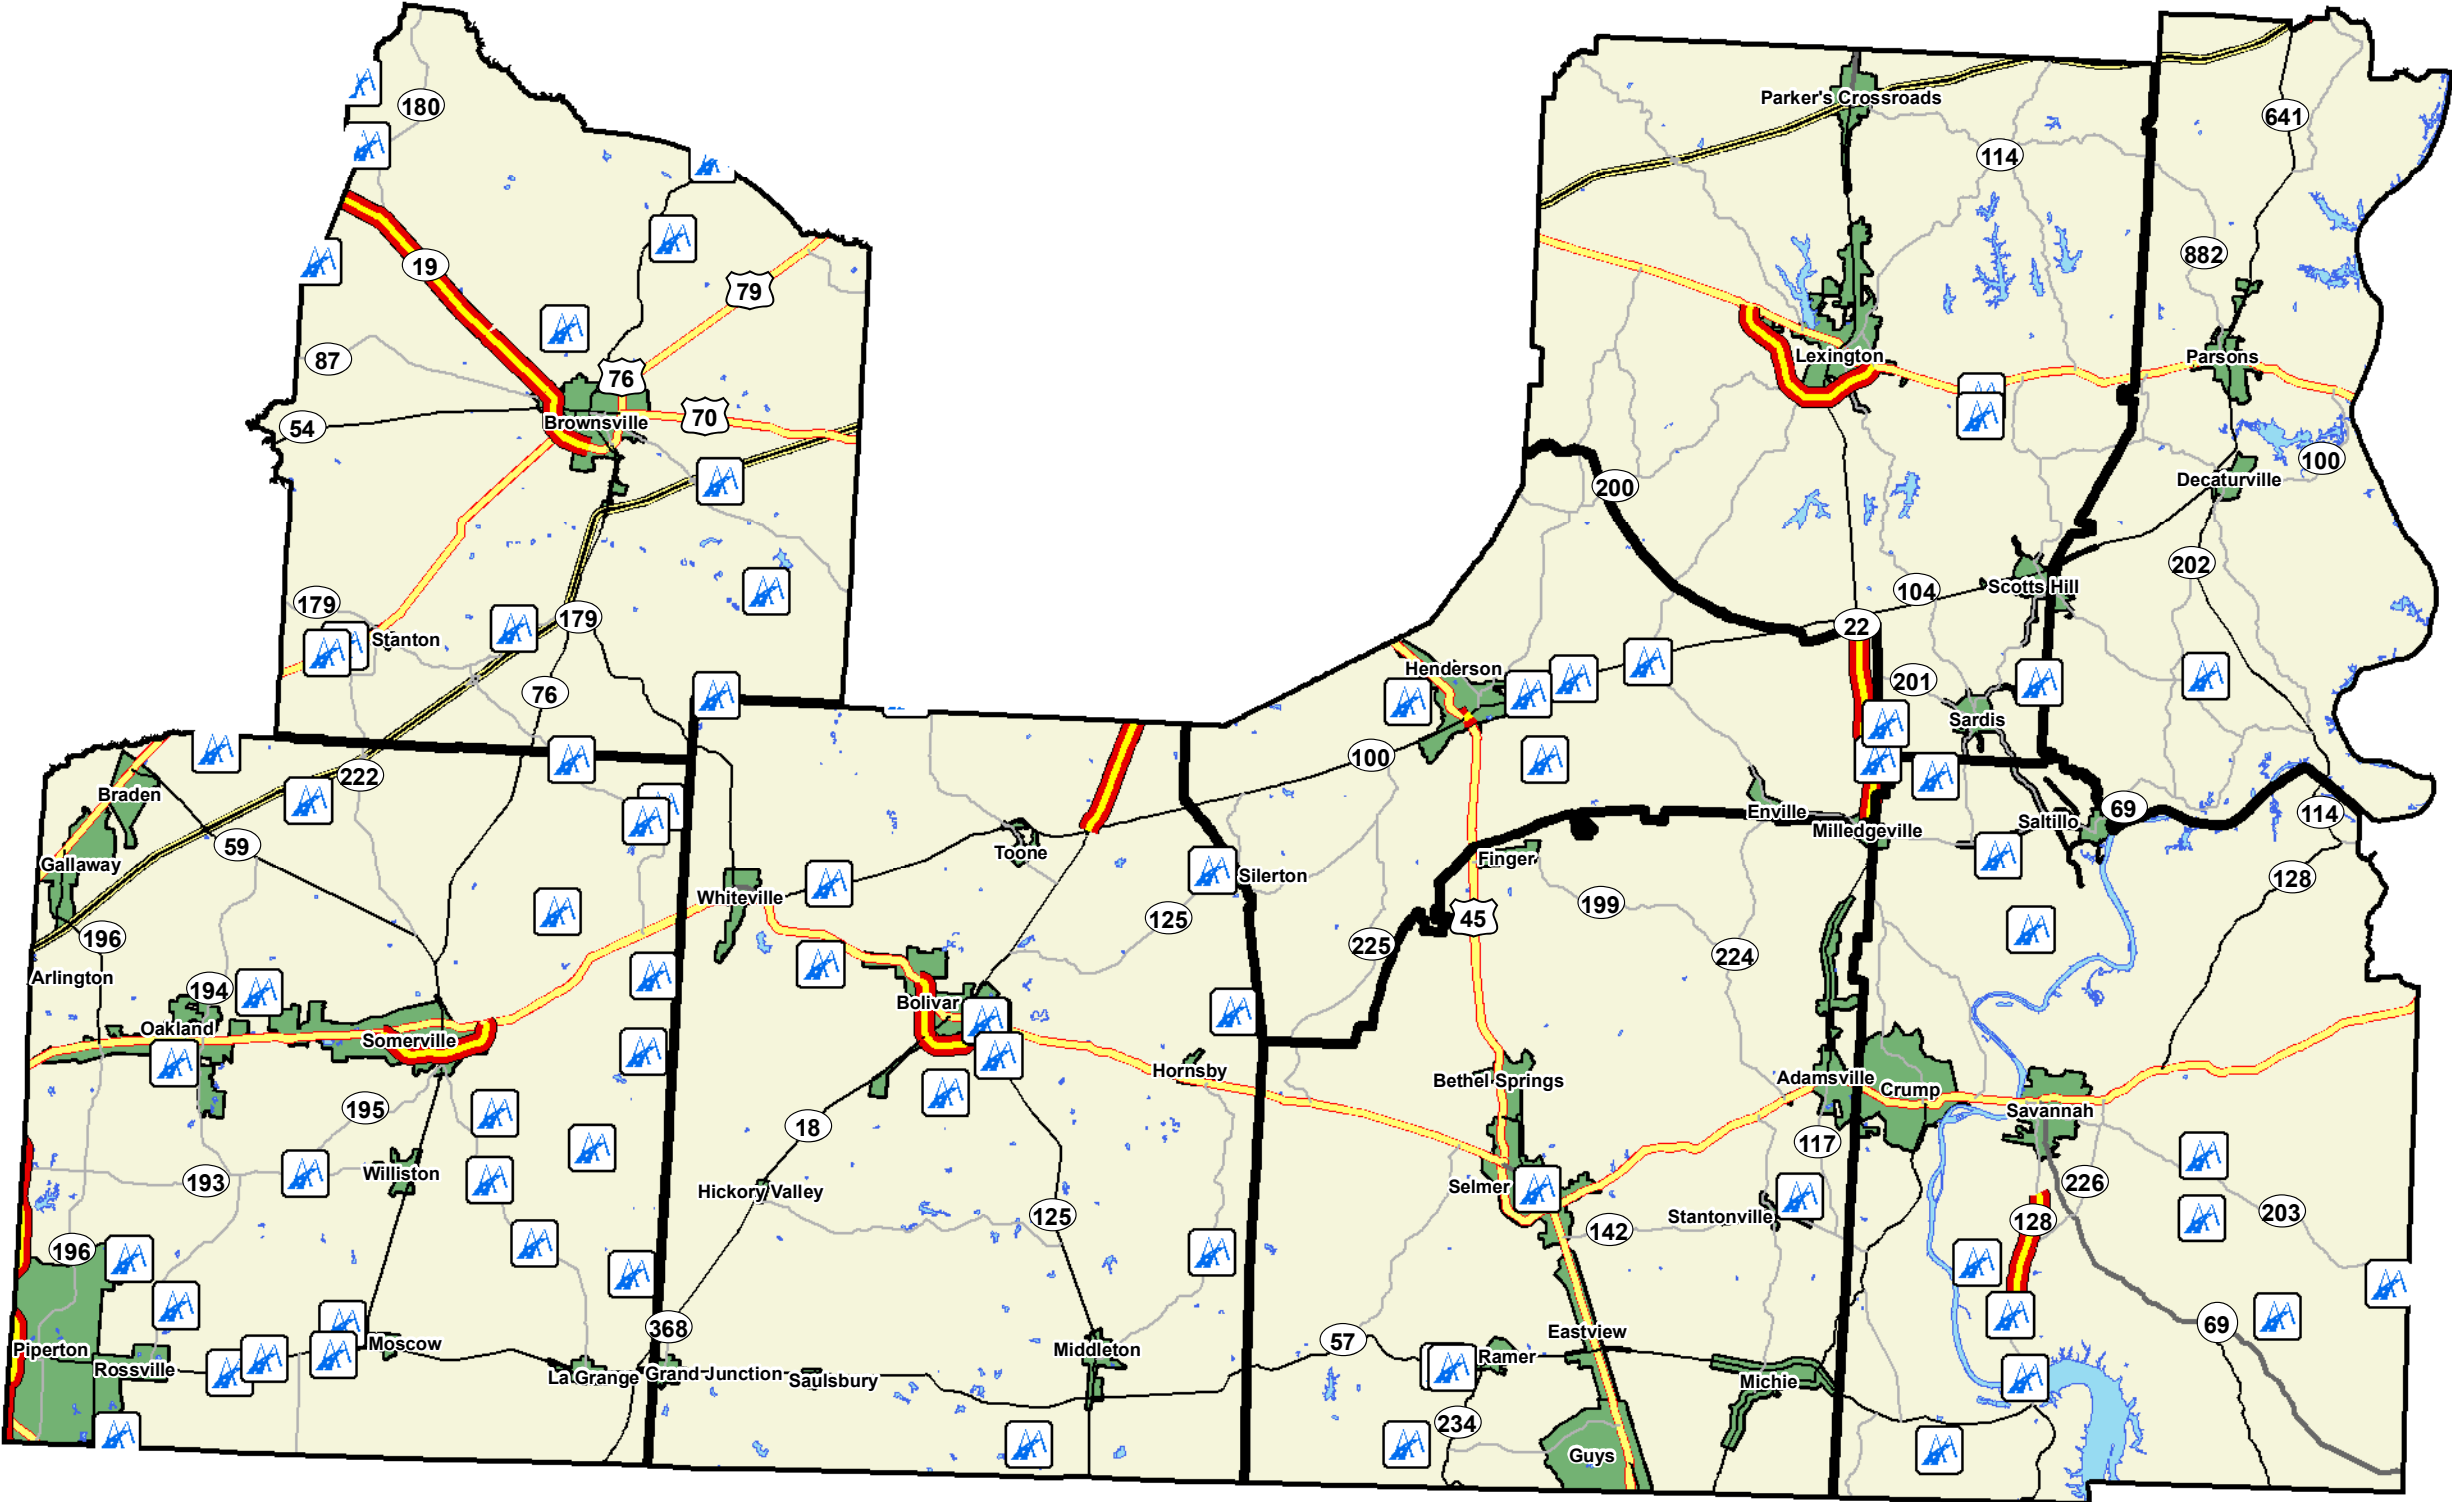 180
Parker's Crossroads
641
114
882
19
79
87
76
Lexington
Parsons
54
Brownsville
70
100
Decaturville
200
202
179
179
Stanton
104
Scotts Hill
22
Henderson
201
76
Sardis
222
100
Braden
59
Gallaway
Toone
Whiteville
Silerton
125
Finger
45
199
225
224
Enville
Milledgeville
Saltillo
69
114
128
196
Arlington
194
Oakland
Somerville
Bolivar
Hornsby
Bethel Springs
Adamsville
Crump
Savannah
195
18
117
193
Williston
Hickory Valley
Selmer
226
125
142
Stantonville
128
203
196
368
57
Eastview
69
Piperton
Rossville
Moscow
La Grange
Grand Junction
Saulsbury
Middleton
Ramer
Michie
234
Guys